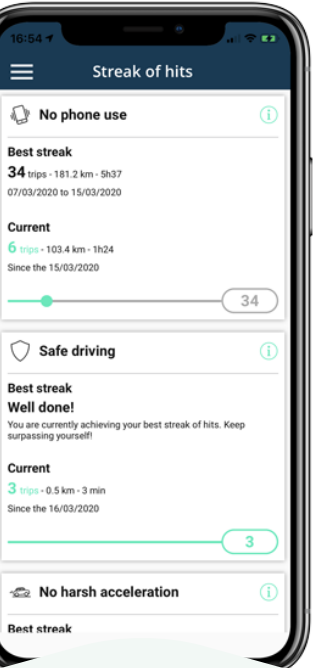 16:54
Streak of hits
No phone use
Best streak
34 trips - 181.2 km - 5h37
07/03/2020 to 15/03/2020
Current
6 trips - 103.4 km - 1h24
Since the 15/03/2020
34
Safe driving
Best streak
Well done!
You are currently achieving your best streak of hits. Keep
surpassing yourself!
Current
3 trips - 0.5 km - 3 min
Since the 16/03/2020
3
No harsh acceleration
Best streak